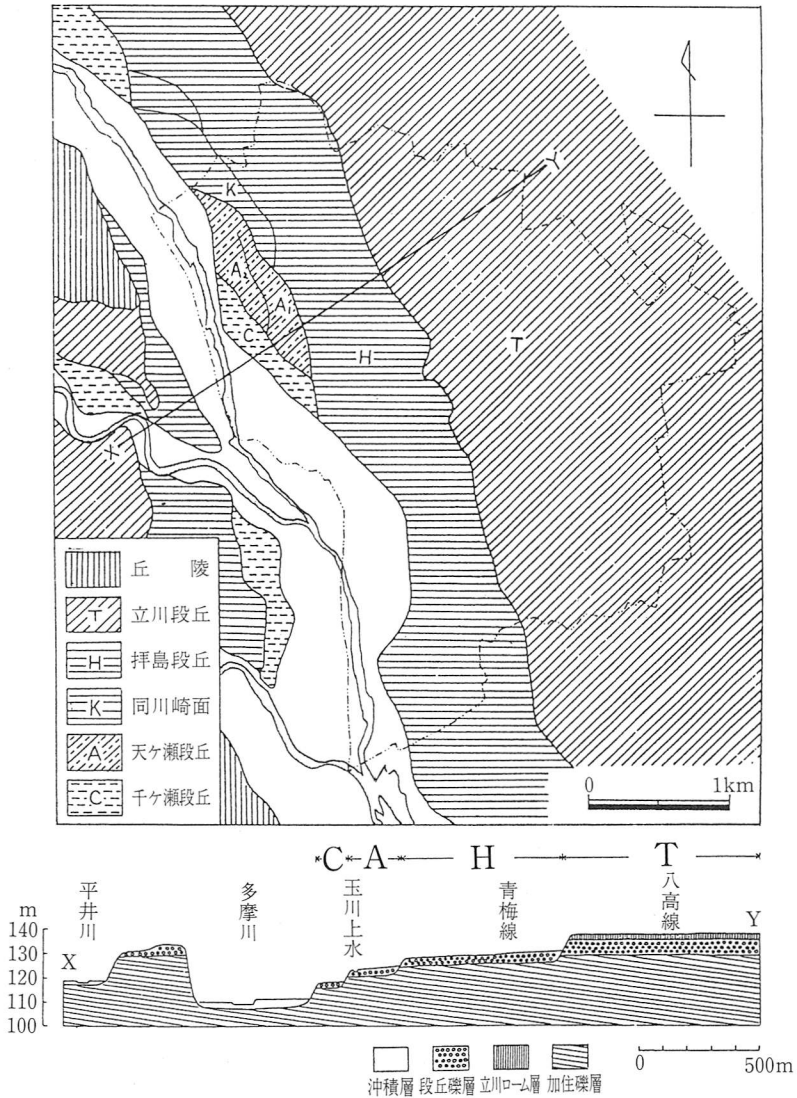 K
Y
A₂
A₁
C
H
T
X
丘 陵
T 立川段丘
H 拝島段丘
K 同川崎面
A 天ケ瀬段丘
C 千ケ瀬段丘
0 1km
C A H T
平井川
多摩川
玉川上水
青梅線
八高線
m
140
130
120
110
100
X
Y
沖積層 段丘礫層 立川ローム層 加住礫層
0 500m